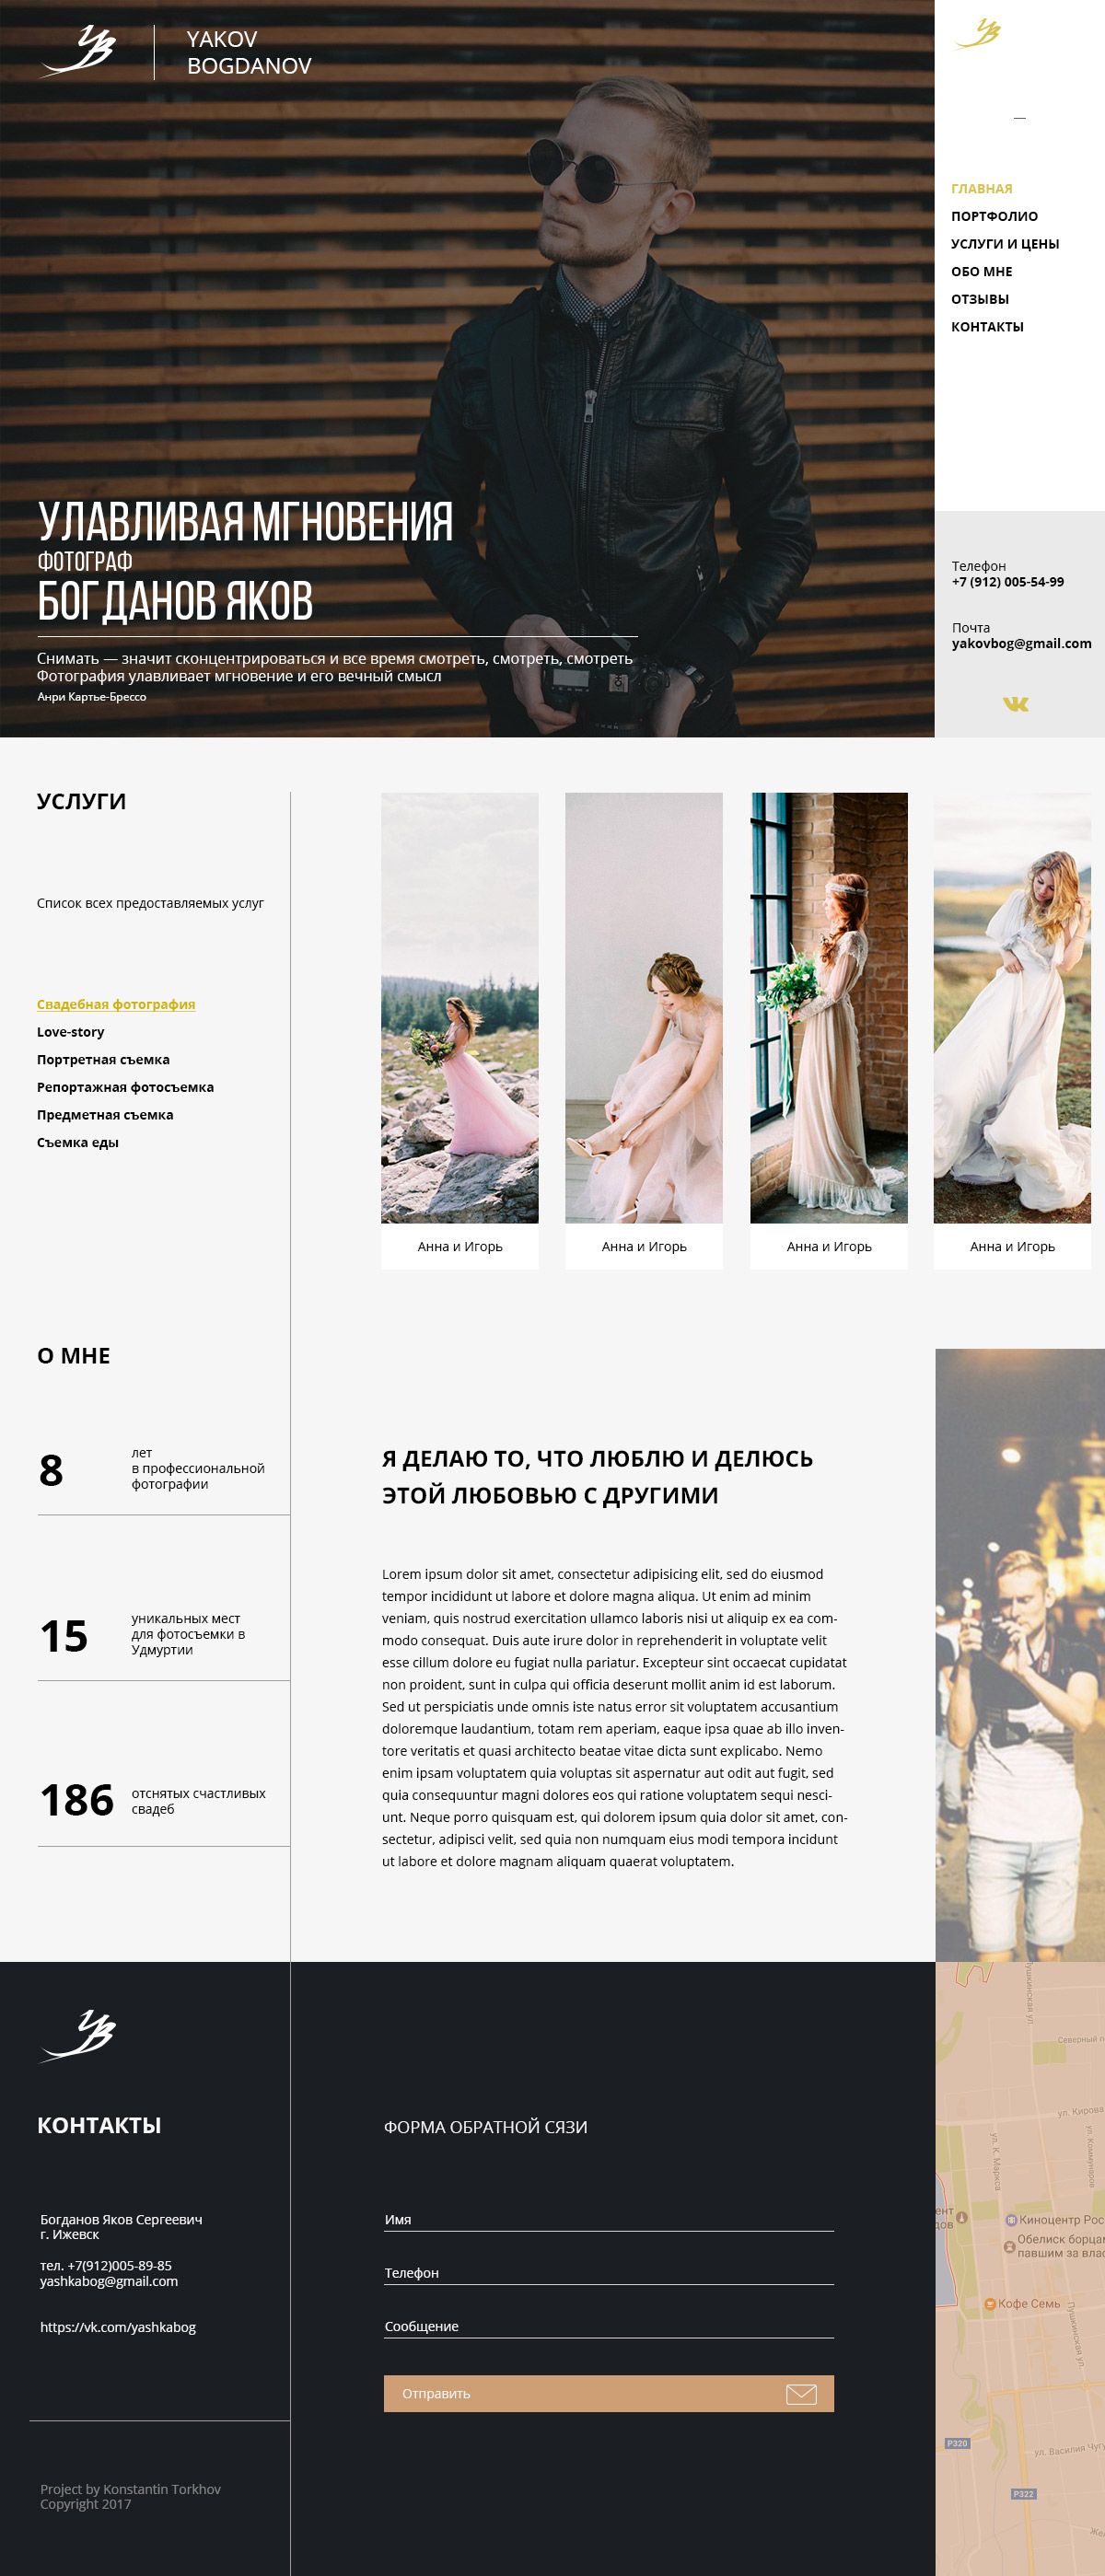 YAKOV
BOGDANOV
УЛАВЛИВАЯ МГНОВЕНИЯ
ФОТОГРАФ
БОГДАНОВ ЯКОВ
Снимать — значит сконцентрироваться и все время смотреть, смотреть, смотреть
Фотография улавливает мгновение и его вечный смысл
Анри Картье-Брессо
—
ГЛАВНАЯ
ПОРТФОЛИО
УСЛУГИ И ЦЕНЫ
ОБО МНЕ
ОТЗЫВЫ
КОНТАКТЫ
Телефон
+7 (912) 005-54-99
Почта
yakovbog@gmail.com
УСЛУГИ
Список всех предоставляемых услуг
Свадебная фотография
Love-story
Портретная съемка
Репортажная фотосъемка
Предметная съемка
Съемка еды
Анна и Игорь
Анна и Игорь
Анна и Игорь
Анна и Игорь
О МНЕ
8
лет
в профессиональной
фотографии
15
уникальных мест
для фотосъемки в
Удмуртии
186
отснятых счастливых
свадеб
Я ДЕЛАЮ ТО, ЧТО ЛЮБЛЮ И ДЕЛЮСЬ
ЭТОЙ ЛЮБОВЬЮ С ДРУГИМИ
Lorem ipsum dolor sit amet, consectetur adipisicing elit, sed do eiusmod
tempor incididunt ut labore et dolore magna aliqua. Ut enim ad minim
veniam, quis nostrud exercitation ullamco laboris nisi ut aliquip ex ea com-
modo consequat. Duis aute irure dolor in reprehenderit in voluptate velit
esse cillum dolore eu fugiat nulla pariatur. Excepteur sint occaecat cupidatat
non proident, sunt in culpa qui officia deserunt mollit anim id est laborum.
Sed ut perspiciatis unde omnis iste natus error sit voluptatem accusantium
doloremque laudantium, totam rem aperiam, eaque ipsa quae ab illo inven-
tore veritatis et quasi architecto beatae vitae dicta sunt explicabo. Nemo
enim ipsam voluptatem quia voluptas sit aspernatur aut odit aut fugit, sed
quia consequuntur magni dolores eos qui ratione voluptatem sequi nesci-
unt. Neque porro quisquam est, qui dolorem ipsum quia dolor sit amet, con-
sectetur, adipisci velit, sed quia non numquam eius modi tempora incidunt
ut labore et dolore magnam aliquam quaerat voluptatem.
КОНТАКТЫ
Богданов Яков Сергеевич
г. Ижевск
тел. +7(912)005-89-85
yashkabog@gmail.com
https://vk.com/yashkabog
Project by Konstantin Torkhov
Copyright 2017
ФОРМА ОБРАТНОЙ СЯЗИ
Имя
Телефон
Сообщение
Отправить
Пушкинская ул.
Северный п
ул. Кирова
ул. К. Маркса
ул. Коммунаров
Киноцентр Рос
Обелиск борцам
павшим за влас
Кофе Семь
Пушкинская ул.
Р320
ул. Василия Чугу
Р322